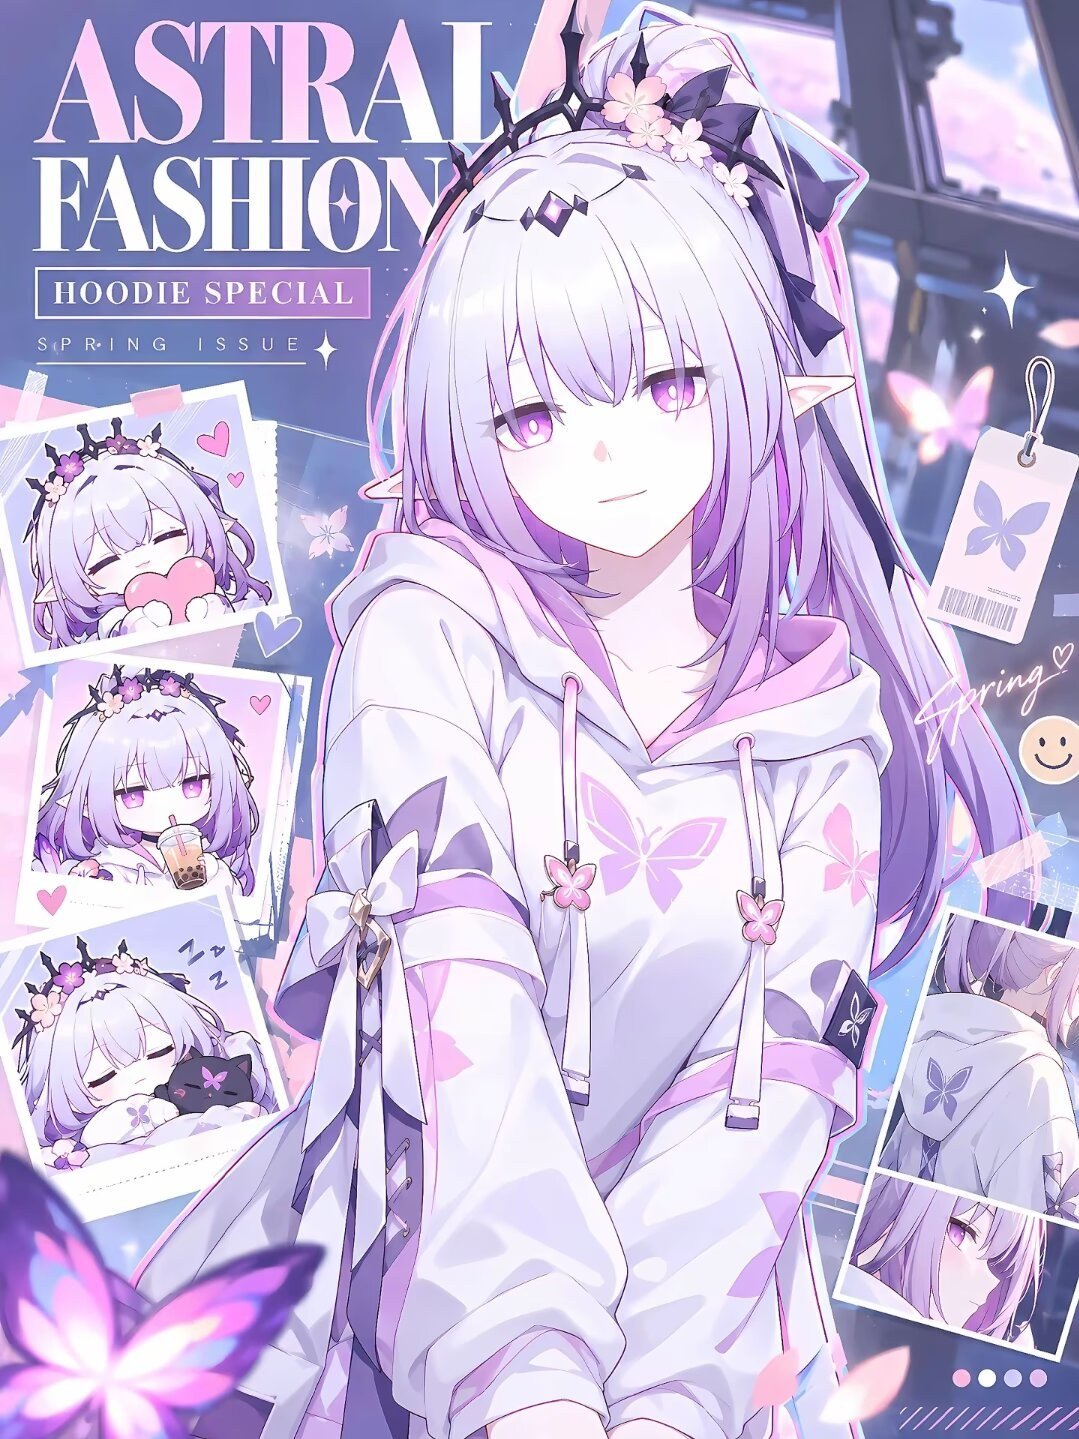 ASTRAL
FASHION
HOODIE SPECIAL
SPRING ISSUE
Spring
Z z z